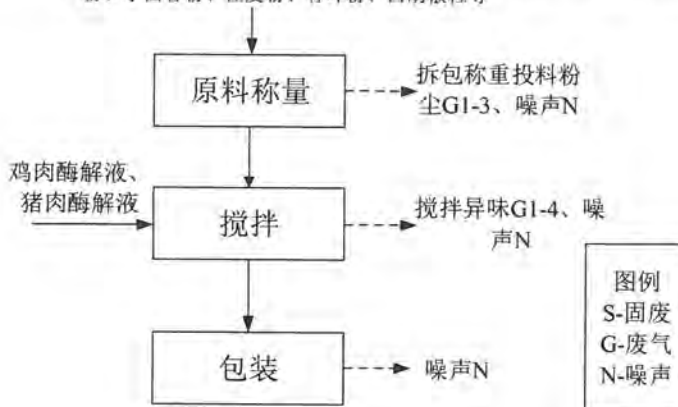 原料称量
拆包称重投料粉
尘G1-3、噪声N
鸡肉酶解液、
猪肉酶解液
搅拌
搅拌异味G1-4、噪
声N
包装
噪声N
图例
S-固废
G-废气
N-噪声